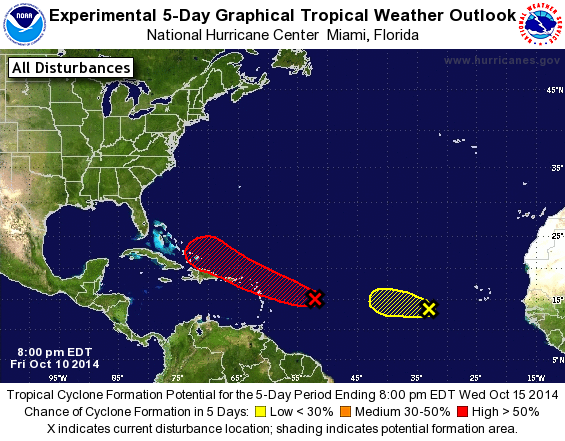 NOAA
Experimental 5-Day Graphical Tropical Weather Outlook
National Hurricane Center  Miami, Florida
All Disturbances
www.hurricanes.gov
45°N
35°N
25°N
15°N
5°N
8:00 pm EDT
Fri Oct 10 2014
95°W 85°W 75°W 65°W 55°W 45°W 35°W 25°W 15°W
Tropical Cyclone Formation Potential for the 5-Day Period Ending 8:00 pm EDT Wed Oct 15 2014
Chance of Cyclone Formation in 5 Days: Low < 30% Medium 30-50% High > 50%
X indicates current disturbance location; shading indicates potential formation area.